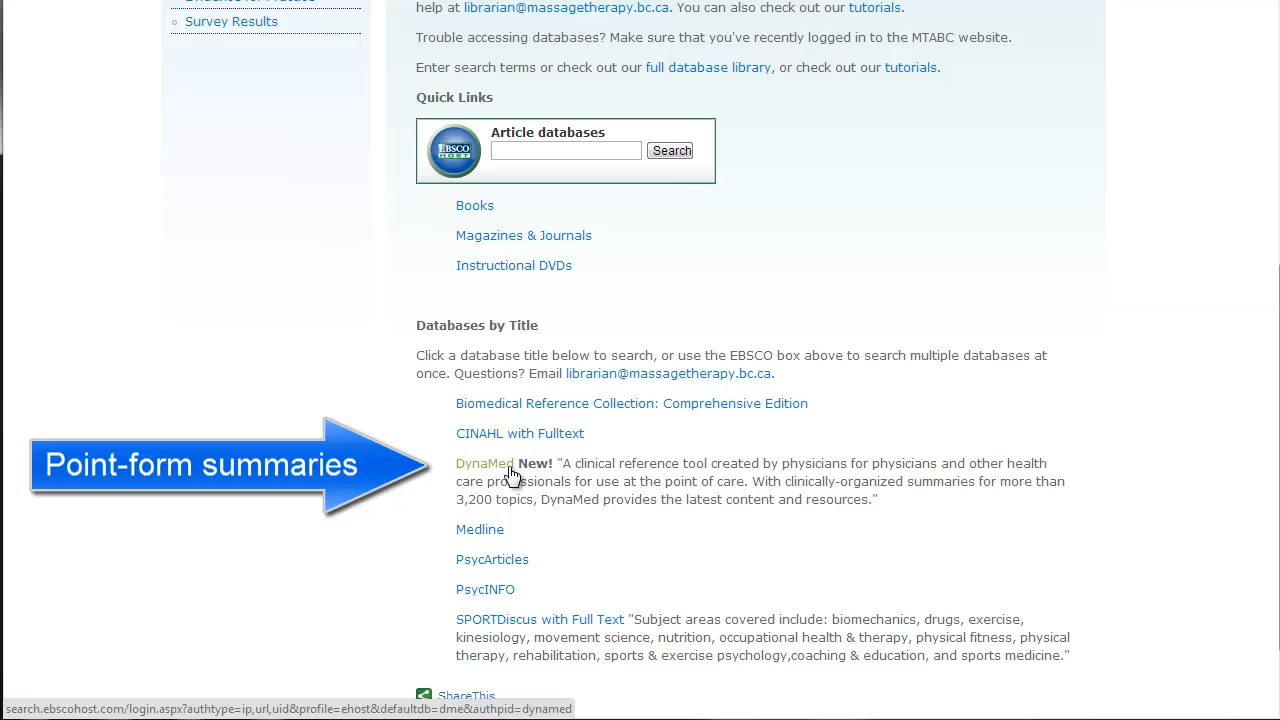 Survey Results
help at librarian@massagetherapy.bc.ca. You can also check out our tutorials.
Trouble accessing databases? Make sure that you've recently logged in to the MTABC website.
Enter search terms or check out our full database library, or check out our tutorials.
Quick Links
Article databases
EBSCO
HOST
Search
Books
Magazines & Journals
Instructional DVDs
Databases by Title
Click a database title below to search, or use the EBSCO box above to search multiple databases at
once. Questions? Email librarian@massagetherapy.bc.ca.
Biomedical Reference Collection: Comprehensive Edition
CINAHL with Fulltext
Point-form summaries
DynaMed New! "A clinical reference tool created by physicians for physicians and other health
care professionals for use at the point of care. With clinically-organized summaries for more than
3,200 topics, DynaMed provides the latest content and resources."
Medline
PsycArticles
PsycINFO
SPORTDiscus with Full Text "Subject areas covered include: biomechanics, drugs, exercise,
kinesiology, movement science, nutrition, occupational health & therapy, physical fitness, physical
therapy, rehabilitation, sports & exercise psychology,coaching & education, and sports medicine."
ShareThis
search.ebscohost.com/login.aspx?authtype=ip,url,uid&profile=ehost&defaultdb=dme&authpid=dynamed